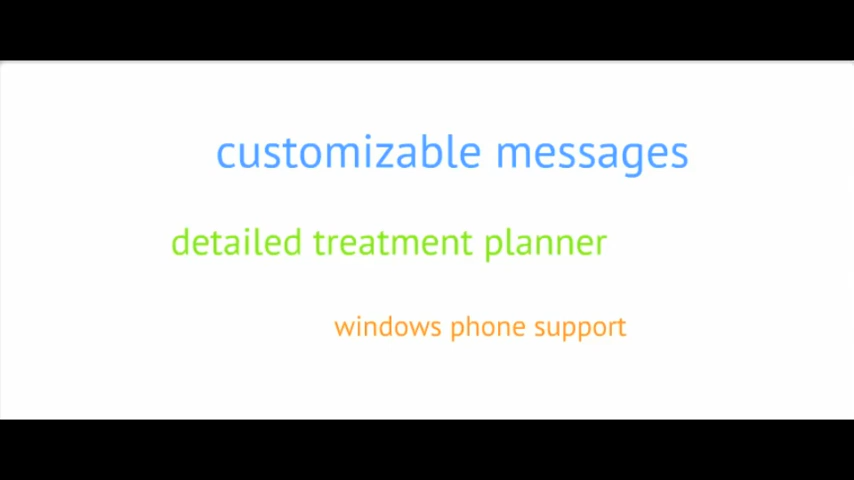 customizable messages
detailed treatment planner
windows phone support